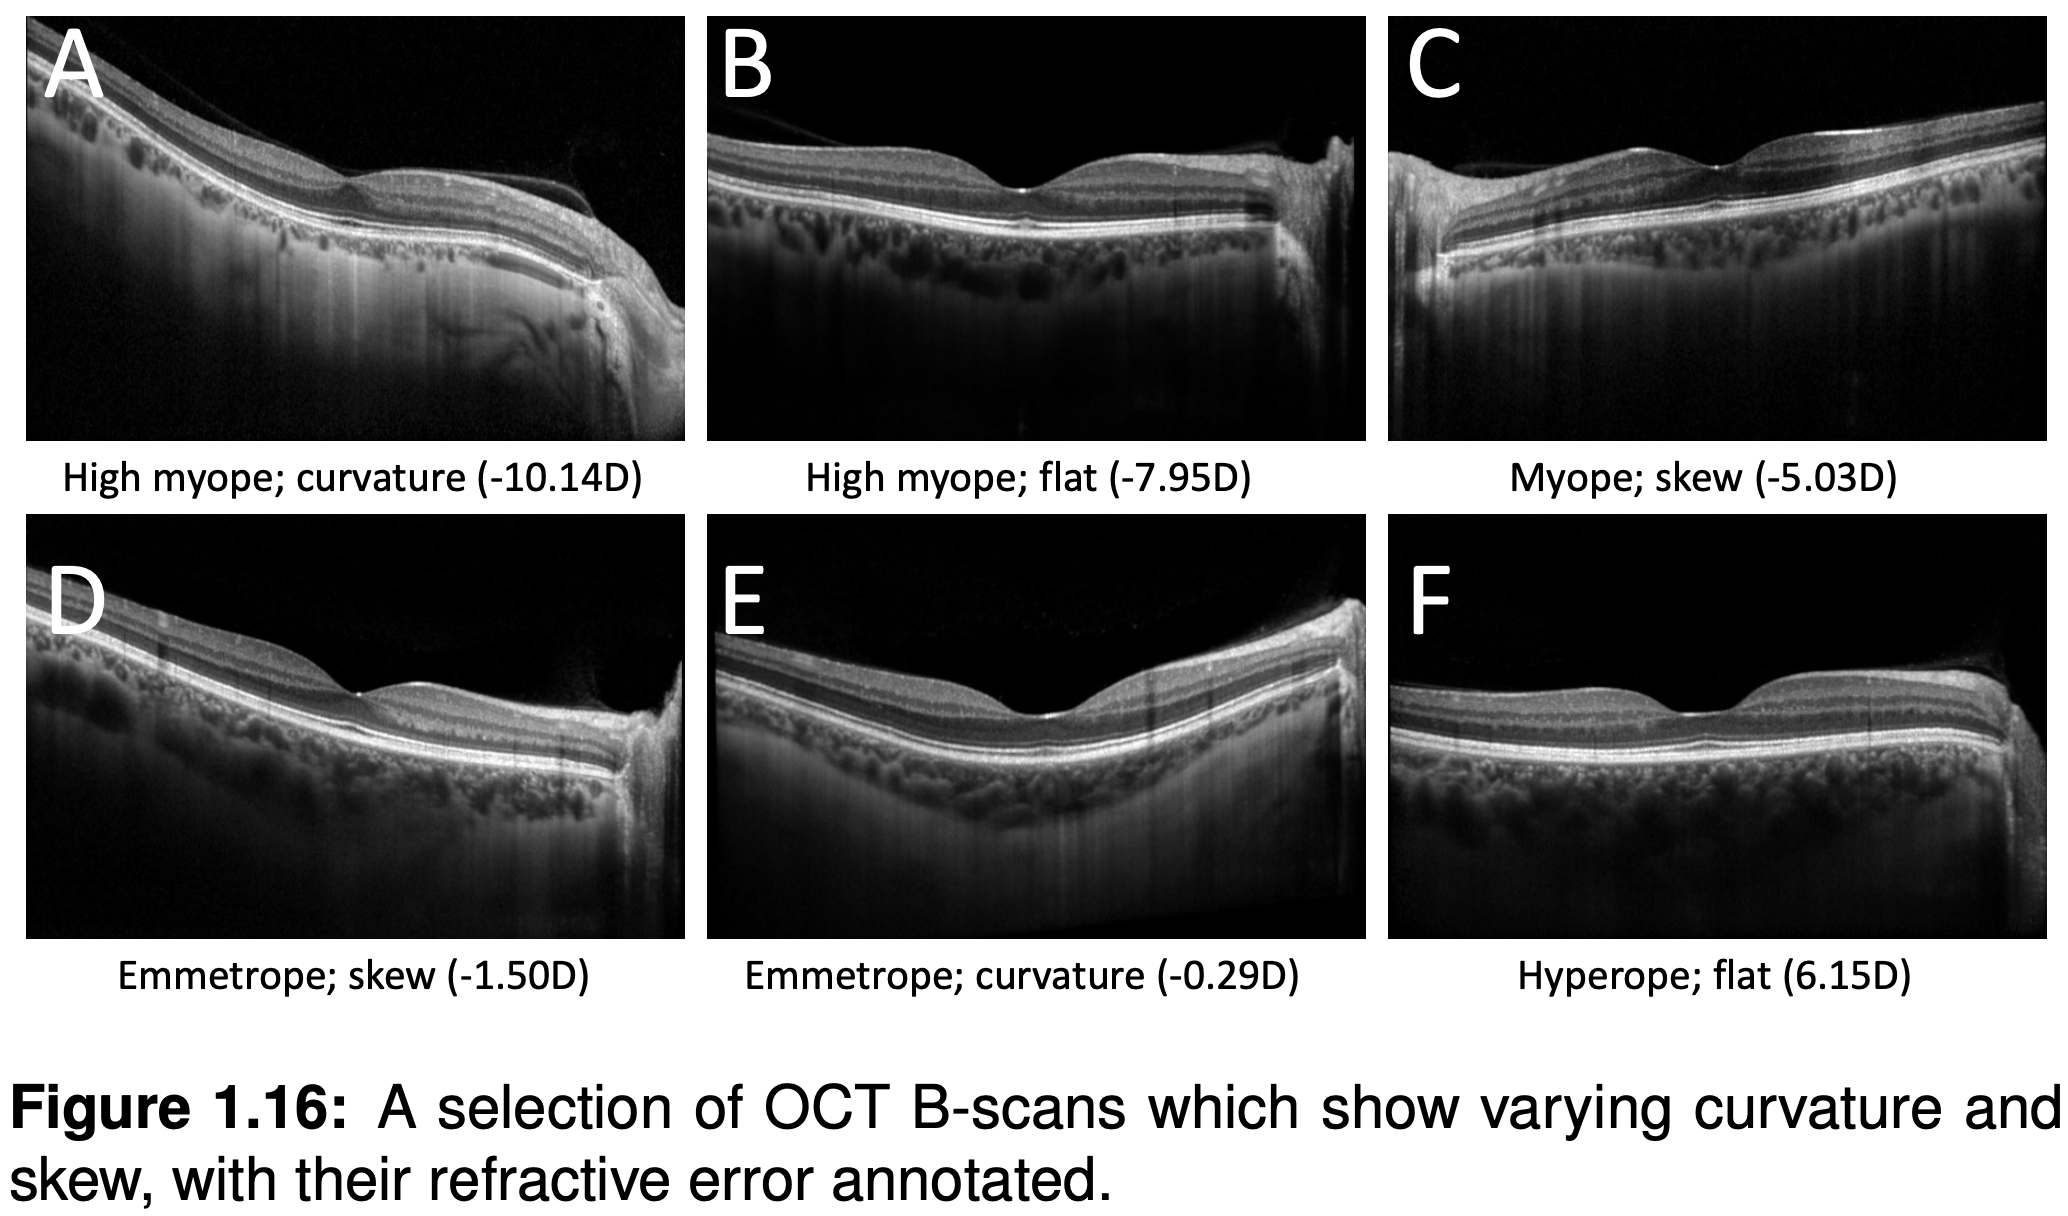 A
B
C
High myope; curvature (-10.14D)
High myope; flat (-7.95D)
Myope; skew (-5.03D)
D
E
F
Emmetrope; skew (-1.50D)
Emmetrope; curvature (-0.29D)
Hyperope; flat (6.15D)
Figure 1.16: A selection of OCT B-scans which show varying curvature and
skew, with their refractive error annotated.